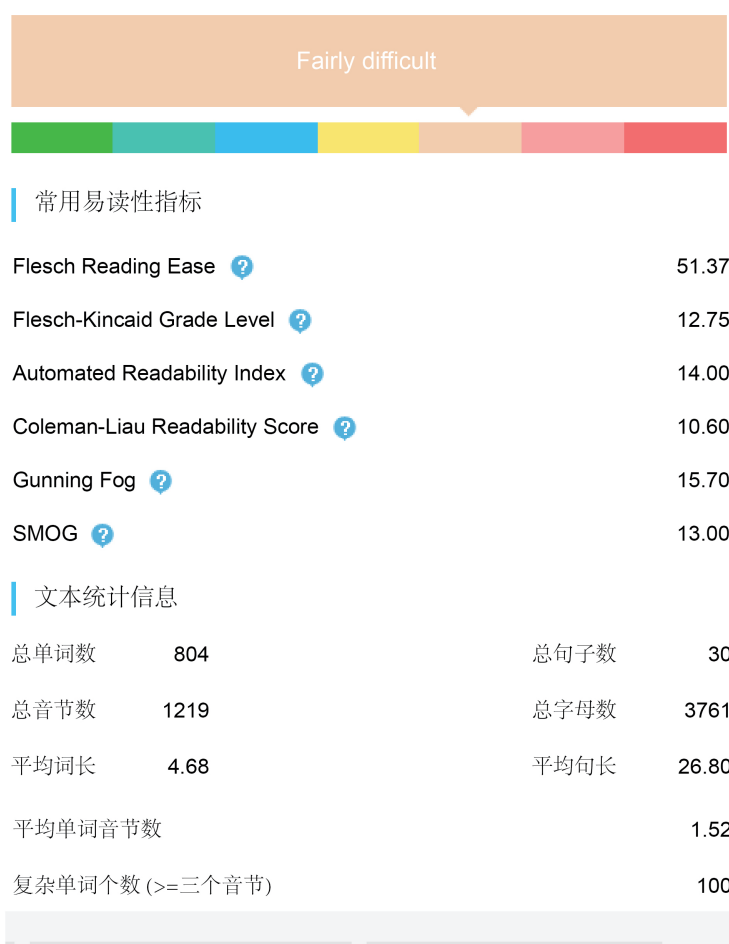 Fairly difficult
常用易读性指标
Flesch Reading Ease ? 51.37
Flesch-Kincaid Grade Level ? 12.75
Automated Readability Index ? 14.00
Coleman-Liau Readability Score ? 10.60
Gunning Fog ? 15.70
SMOG ? 13.00
文本统计信息
总单词数 804 总句子数 30
总音节数 1219 总字母数 3761
平均词长 4.68 平均句长 26.80
平均单词音节数 1.52
复杂单词个数(>=三个音节) 100